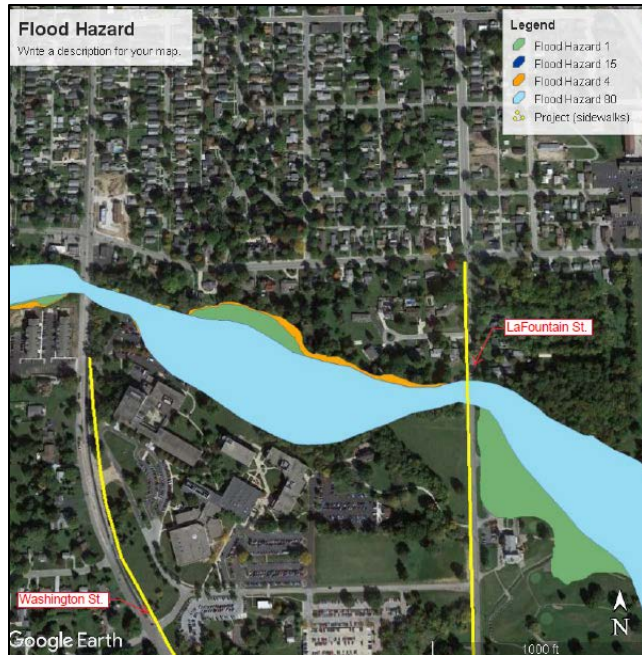 Flood Hazard
Write a description for your map.
Legend
Flood Hazard 1
Flood Hazard 15
Flood Hazard 4
Flood Hazard 80
Project (sidewalks)
LaFountain St.
Washington St.
Google Earth
1000 ft
N